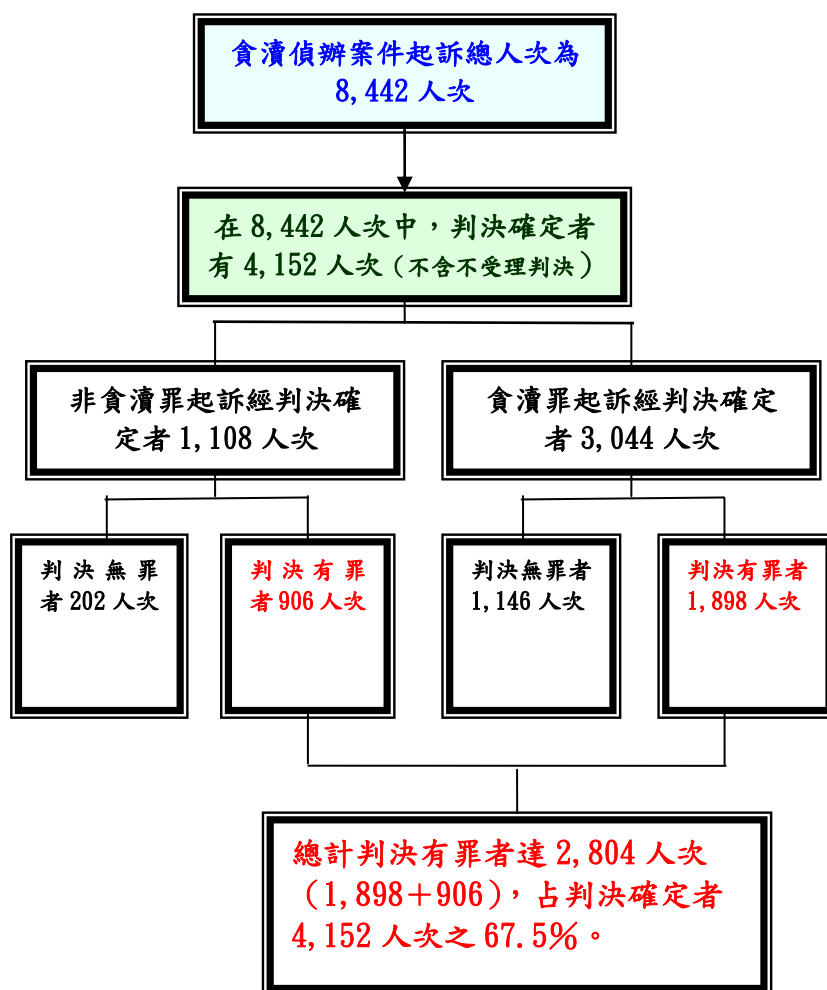 貪瀆偵辦案件起訴總人次為
8,442 人次
在 8,442 人次中，判決確定者
有 4,152 人次（不含不受理判決）
非貪瀆罪起訴經判決確
定者 1,108 人次
貪瀆罪起訴經判決確定
者 3,044 人次
判決無罪
者 202 人次
判決有罪
者 906 人次
判決無罪者
1,146 人次
判決有罪者
1,898 人次
總計判決有罪者達 2,804 人次
（1,898＋906），占判決確定者
4,152 人次之 67.5％。